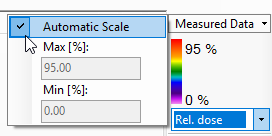 Automatic Scale
Max [%]:
95.00
Min [%]:
0.00
Measured Data
95 %
0 %
Rel. dose